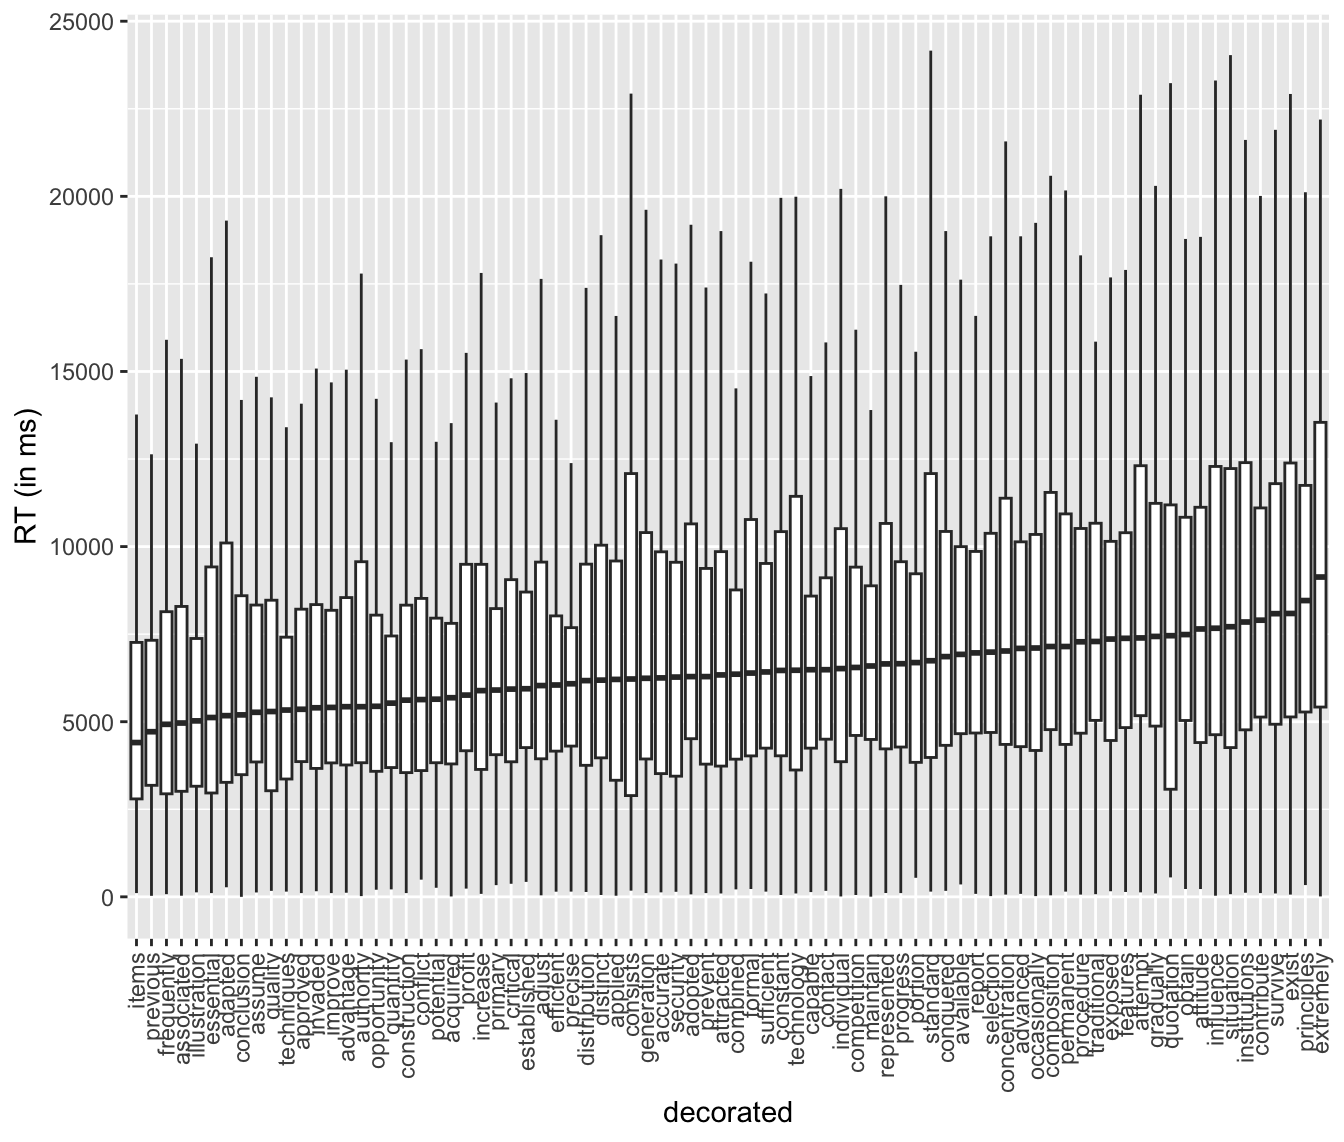 25000
20000
15000
10000
5000
0
RT (in ms)
items
previous
frequently
associated
illustration
essential
adapted
conclusion
assume
quality
techniques
approved
invaded
improve
advantage
authority
opportunity
quantity
construction
conflict
potential
acquired
profit
increase
primary
critical
established
adjust
efficient
precise
distribution
distinct
applied
consists
generation
accurate
security
adopted
prevent
attracted
combined
formal
sufficient
constant
technology
capable
contact
individual
competition
maintain
represented
progress
portion
standard
conquered
available
report
selection
concentration
advanced
occasionally
composition
permanent
procedure
traditional
exposed
features
attempt
gradually
quotation
obtain
attitude
influence
situation
institutions
contribute
survive
exist
principles
extremely
decorated